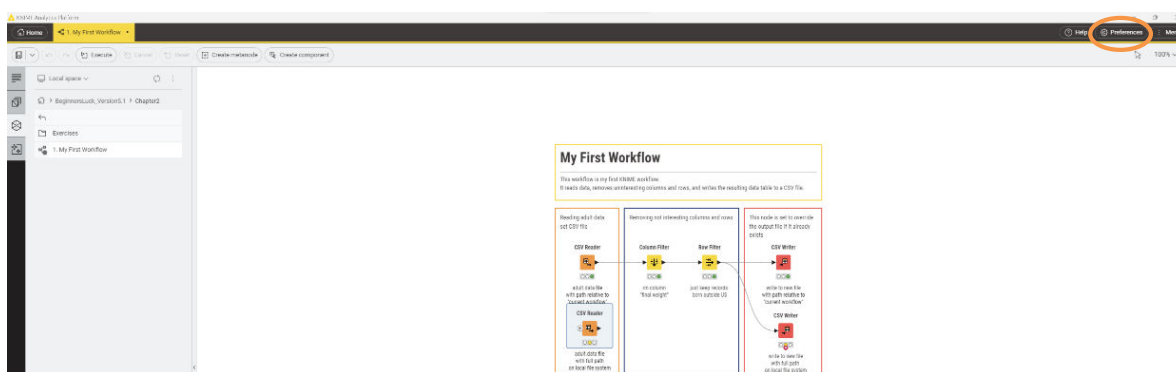 KNIME Analytics Platform
Home
1. My First Workflow
Help
Preferences
Execute
Cancel
Reset
Create metanode
Create component
100%
Local space
BeginnersLuck_Version5.1 > Chapter2
Exercises
1. My First Workflow
My First Workflow
This workflow is my first KNIME workflow.
It reads data, removes uninteresting columns and rows, and writes the resulting data table to a CSV file.
Reading adult data
set CSV file
CSV Reader
adult data file
with path relative to
"current workflow"
CSV Reader
adult data file
with full path
on local file system
Removing not interesting columns and rows
Column Filter
"final weight"
Row Filter
just keep records
born outside US
This node is set to override
the output file if it already
exists
CSV Writer
write to new file
with path relative to
"current workflow"
CSV Writer
write to new file
with full path
on local file system